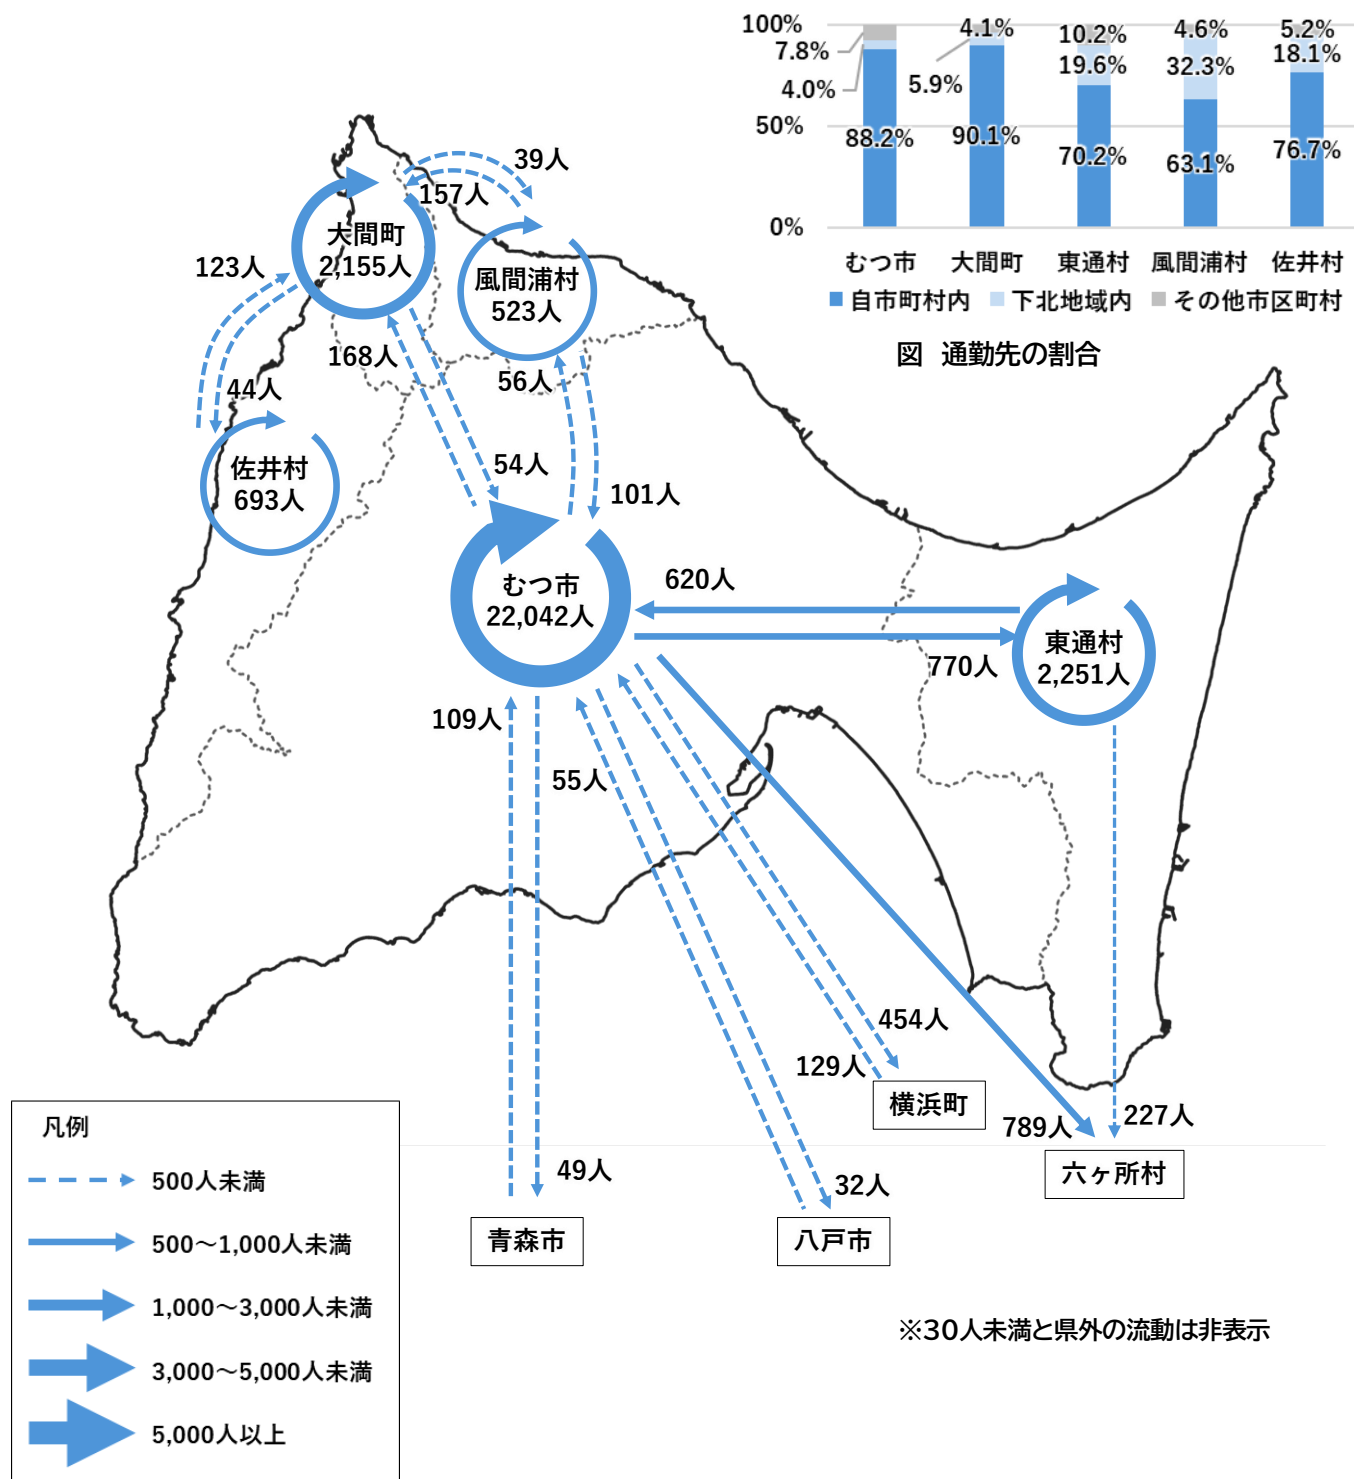 100%
50%
0%
7.8%
4.0%
88.2%
4.1%
5.9%
90.1%
10.2%
19.6%
70.2%
4.6%
32.3%
63.1%
5.2%
18.1%
76.7%
むつ市
大間町
東通村
風間浦村
佐井村
自市町村内
下北地域内
その他市区町村
図 通勤先の割合
39人
157人
大間町
2,155人
風間浦村
523人
123人
44人
168人
56人
54人
101人
佐井村
693人
むつ市
22,042人
620人
770人
東通村
2,251人
109人
55人
454人
129人
横浜町
789人
227人
六ヶ所村
49人
青森市
32人
八戸市
凡例
500人未満
500～1,000人未満
1,000～3,000人未満
3,000～5,000人未満
5,000人以上
※30人未満と県外の流動は非表示